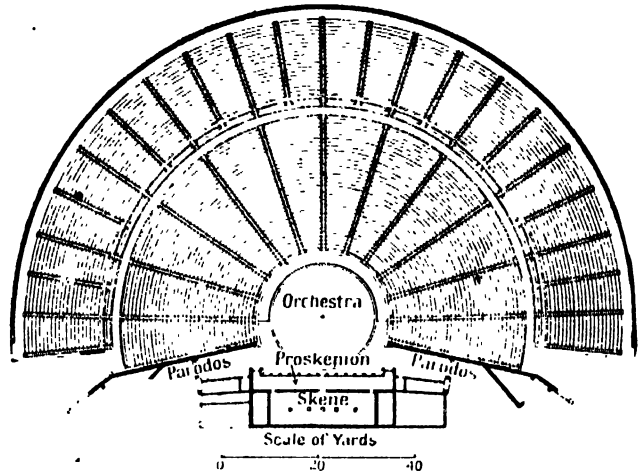 Orchestra
Proskenion
Parodos Parodos
Skene
Scale of Yards
0 20 40